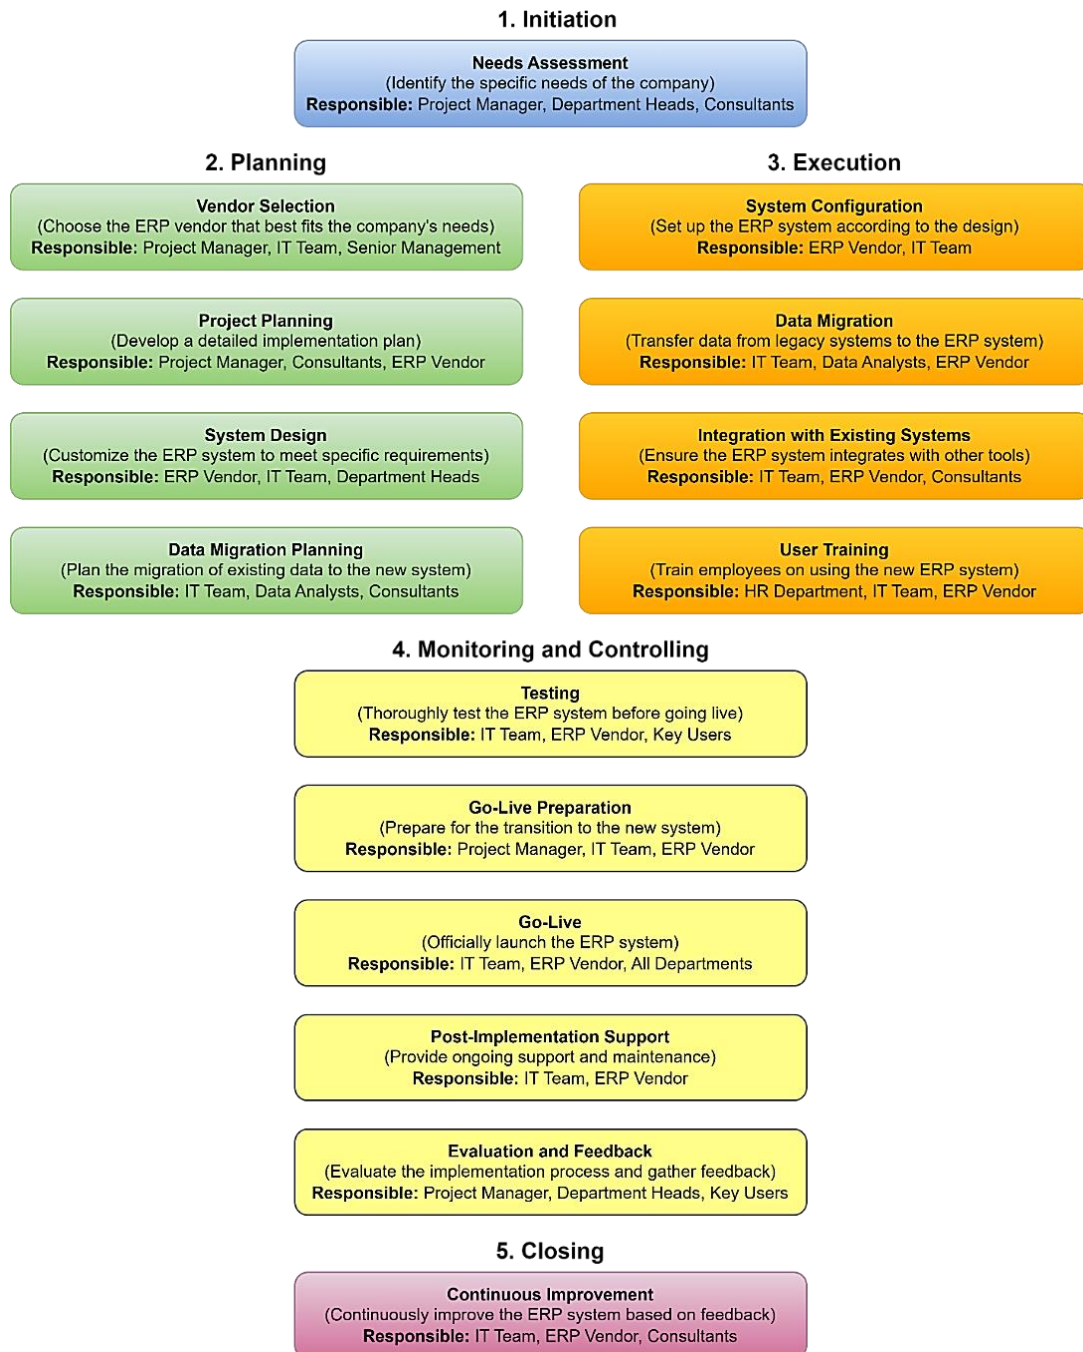 1. Initiation
Needs Assessment
(Identify the specific needs of the company)
Responsible: Project Manager, Department Heads, Consultants
2. Planning
Vendor Selection
(Choose the ERP vendor that best fits the company's needs)
Responsible: Project Manager, IT Team, Senior Management
Project Planning
(Develop a detailed implementation plan)
Responsible: Project Manager, Consultants, ERP Vendor
System Design
(Customize the ERP system to meet specific requirements)
Responsible: ERP Vendor, IT Team, Department Heads
Data Migration Planning
(Plan the migration of existing data to the new system)
Responsible: IT Team, Data Analysts, Consultants
3. Execution
System Configuration
(Set up the ERP system according to the design)
Responsible: ERP Vendor, IT Team
Data Migration
(Transfer data from legacy systems to the ERP system)
Responsible: IT Team, Data Analysts, ERP Vendor
Integration with Existing Systems
(Ensure the ERP system integrates with other tools)
Responsible: IT Team, ERP Vendor, Consultants
User Training
(Train employees on using the new ERP system)
Responsible: HR Department, IT Team, ERP Vendor
4. Monitoring and Controlling
Testing
(Thoroughly test the ERP system before going live)
Responsible: IT Team, ERP Vendor, Key Users
Go-Live Preparation
(Prepare for the transition to the new system)
Responsible: Project Manager, IT Team, ERP Vendor
Go-Live
(Officially launch the ERP system)
Responsible: IT Team, ERP Vendor, All Departments
Post-Implementation Support
(Provide ongoing support and maintenance)
Responsible: IT Team, ERP Vendor
Evaluation and Feedback
(Evaluate the implementation process and gather feedback)
Responsible: Project Manager, Department Heads, Key Users
5. Closing
Continuous Improvement
(Continuously improve the ERP system based on feedback)
Responsible: IT Team, ERP Vendor, Consultants